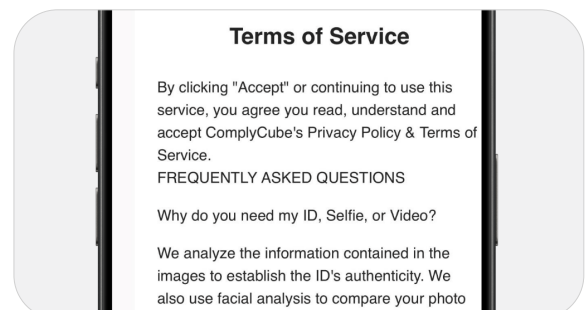 Terms of Service
By clicking "Accept" or continuing to use this
service, you agree you read, understand and
accept ComplyCube's Privacy Policy & Terms of
Service.
FREQUENTLY ASKED QUESTIONS
Why do you need my ID, Selfie, or Video?
We analyze the information contained in the
images to establish the ID's authenticity. We
also use facial analysis to compare your photo